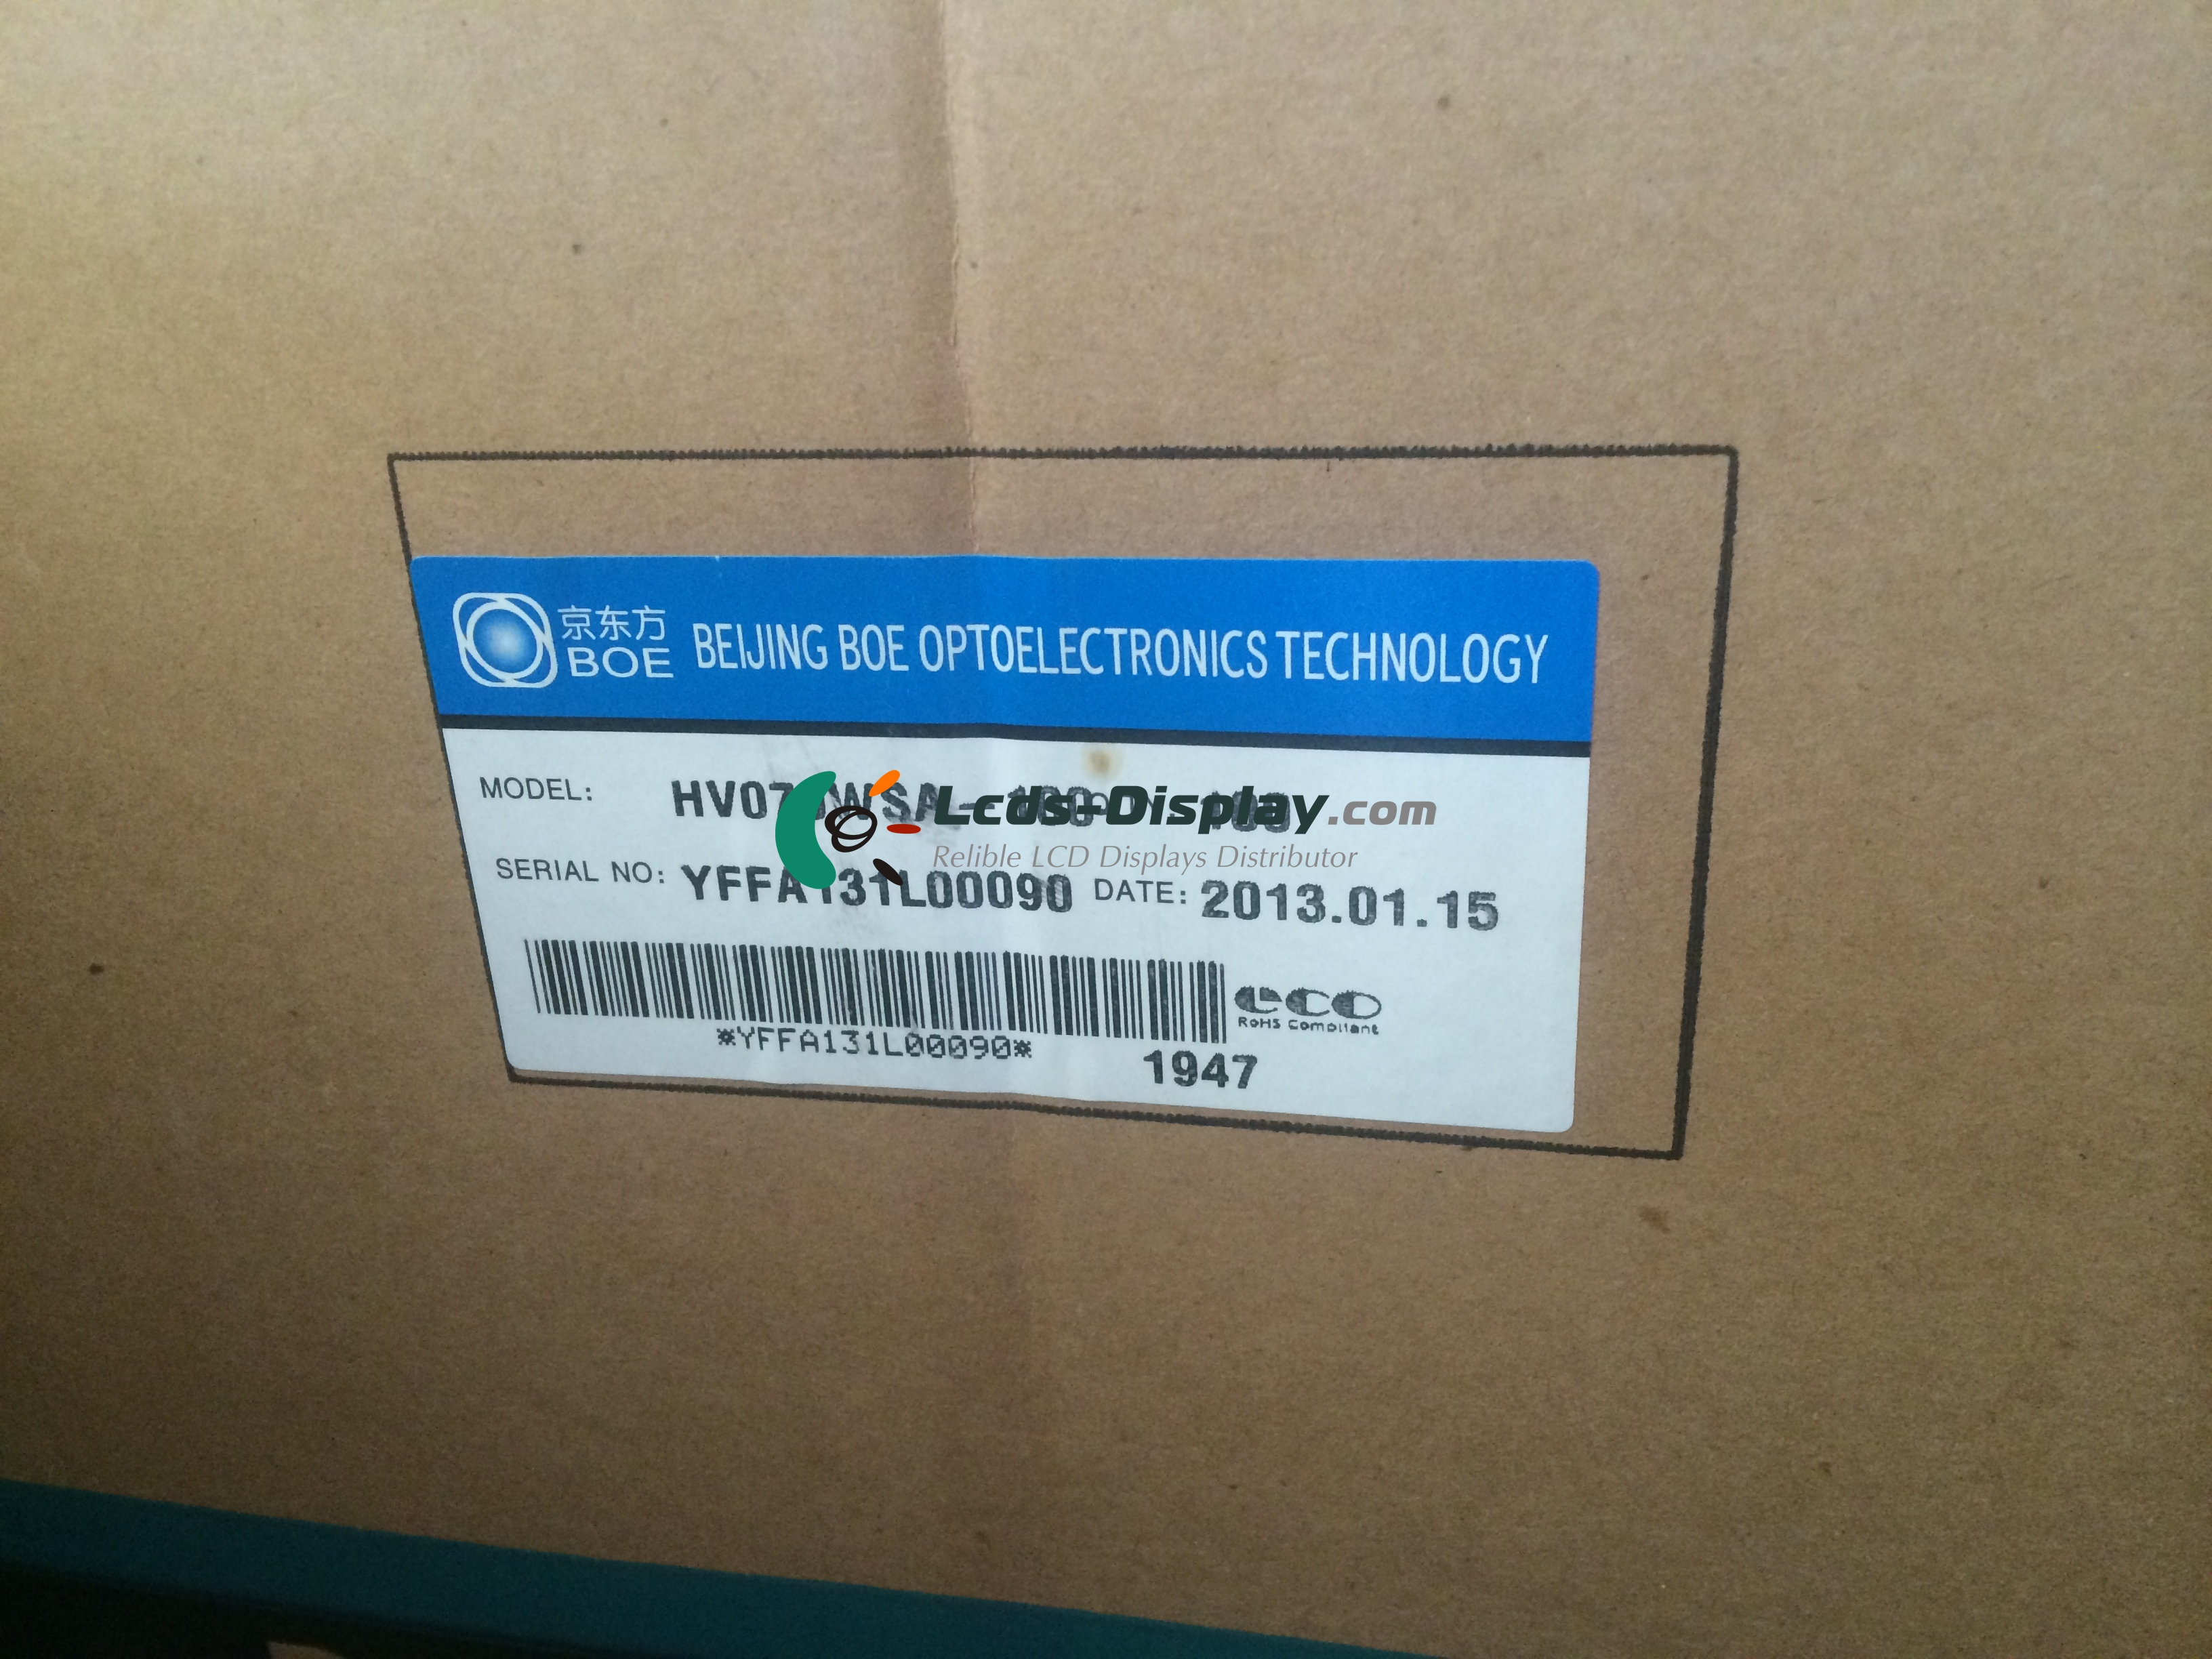 京东方
BOE
BEIJING BOE OPTOELECTRONICS TECHNOLOGY
MODEL:
Lcds-Display.com
Relible LCD Displays Distributor
SERIAL NO: YFFA131L00090 DATE: 2013.01.15
*YFFA131L00090*
eco
RoHS Compliant
1947